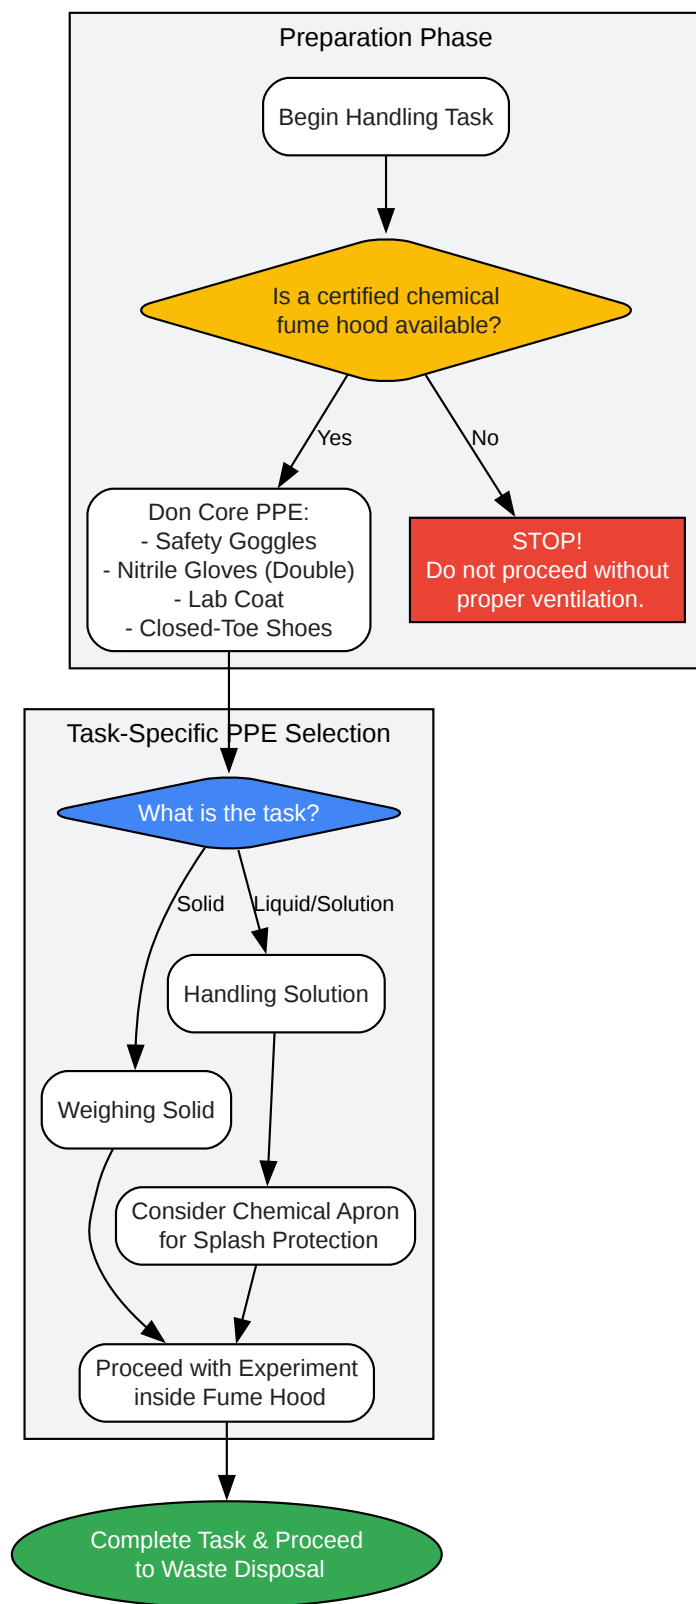 Preparation Phase
Begin Handling Task
Is a certified chemical
fume hood available?
Yes
No
Don Core PPE:
- Safety Goggles
- Nitrile Gloves (Double)
- Lab Coat
- Closed-Toe Shoes
STOP!
Do not proceed without
proper ventilation.
Task-Specific PPE Selection
What is the task?
Solid
Liquid/Solution
Handling Solution
Weighing Solid
Consider Chemical Apron
for Splash Protection
Proceed with Experiment
inside Fume Hood
Complete Task & Proceed
to Waste Disposal